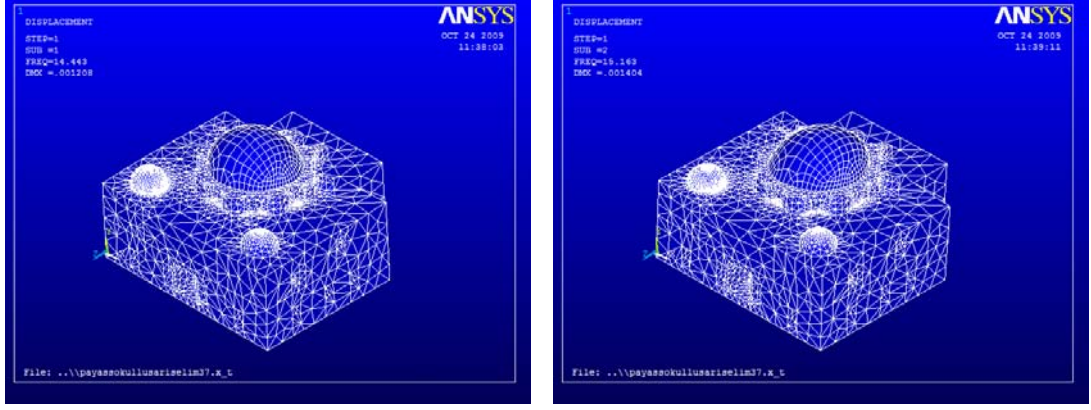 1
DISPLACEMENT
STEP=1
SUB =1
FREQ=14.443
DMX =.001208
ANSYS
OCT 24 2009
11:38:03
File: ..\\payassokullusariselim37.x_t
1
DISPLACEMENT
STEP=1
SUB =2
FREQ=15.163
DMX =.001404
ANSYS
OCT 24 2009
11:39:11
File: ..\\payassokullusariselim37.x_t